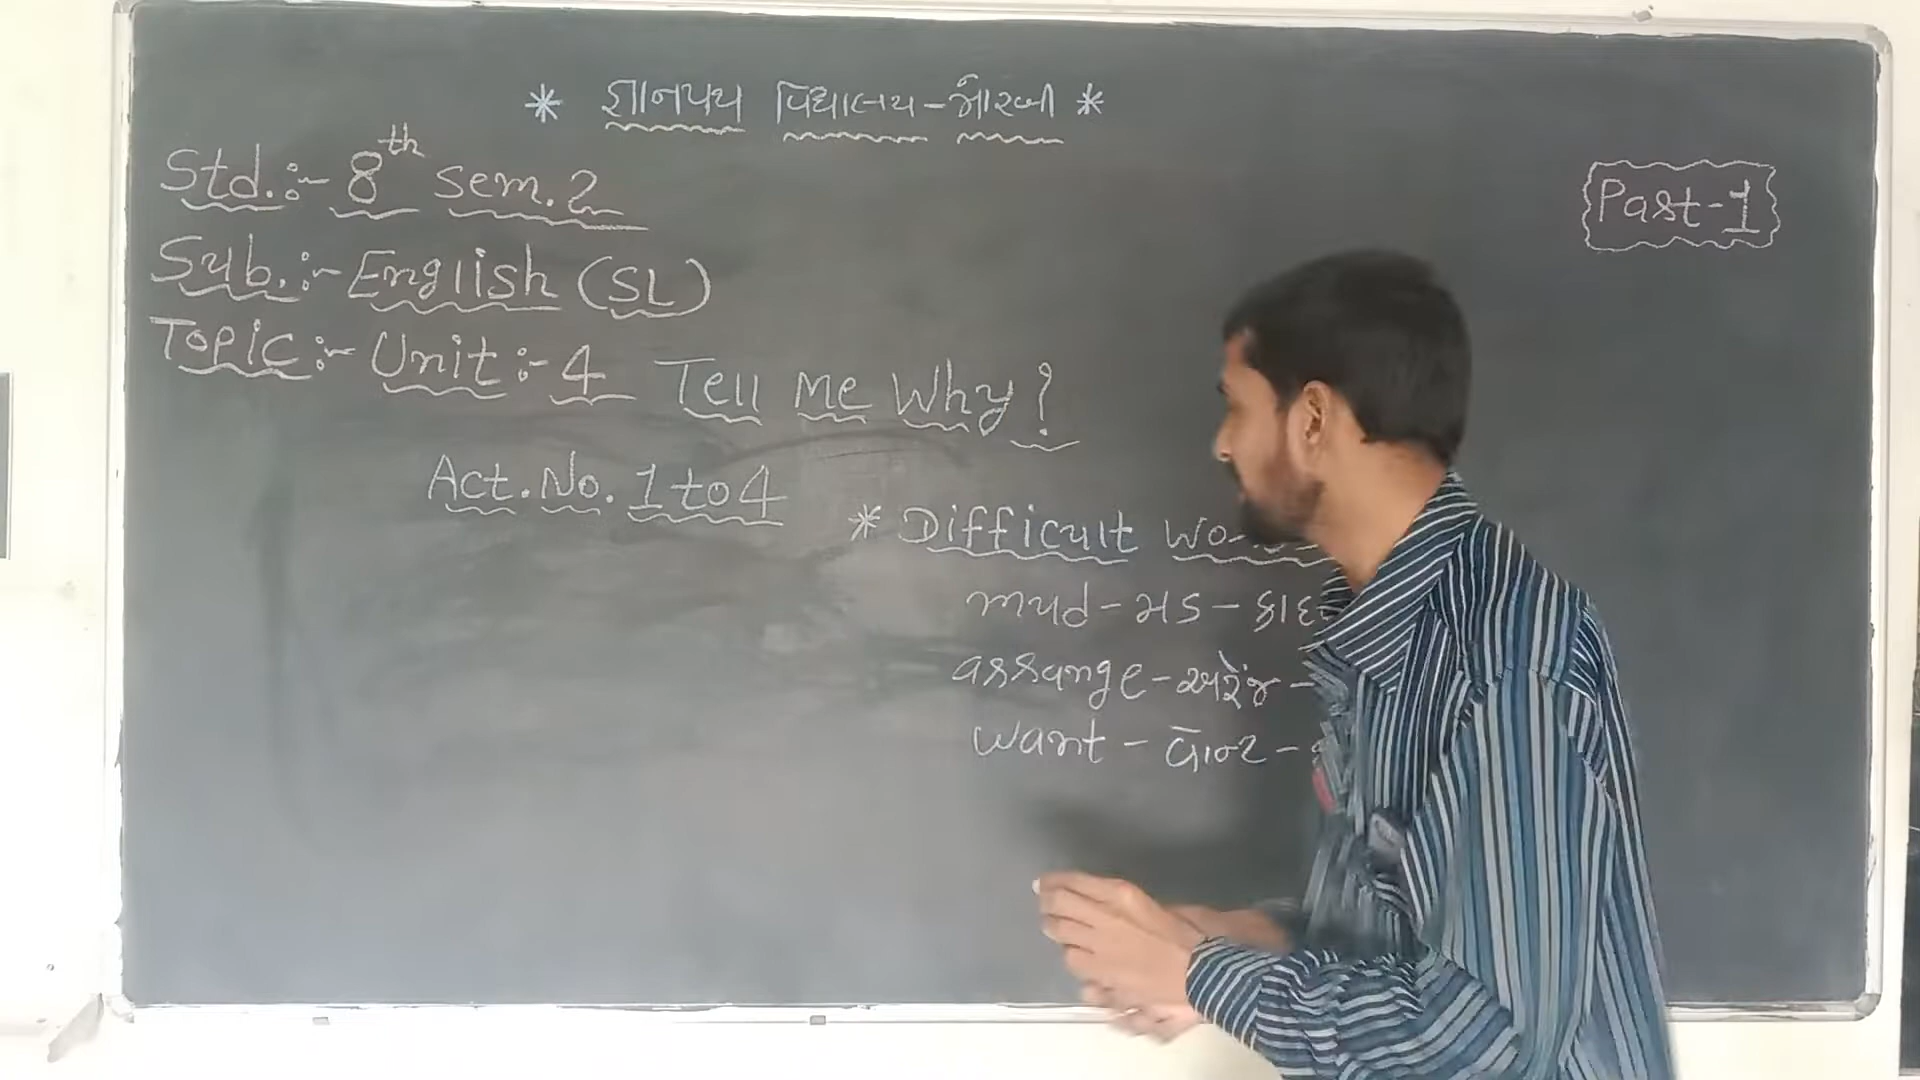 * જ્ઞાનપથ વિદ્યાલય - મોરબી *
Std. :- 8th sem. 2
Part-1
Sub. :- English (SL)
Topic :- Unit :- 4 Tell Me Why?
Act. No. 1 to 4
* Difficult
mud - મડ -
arrange - અરેંજ -
want - વૉન્ટ -